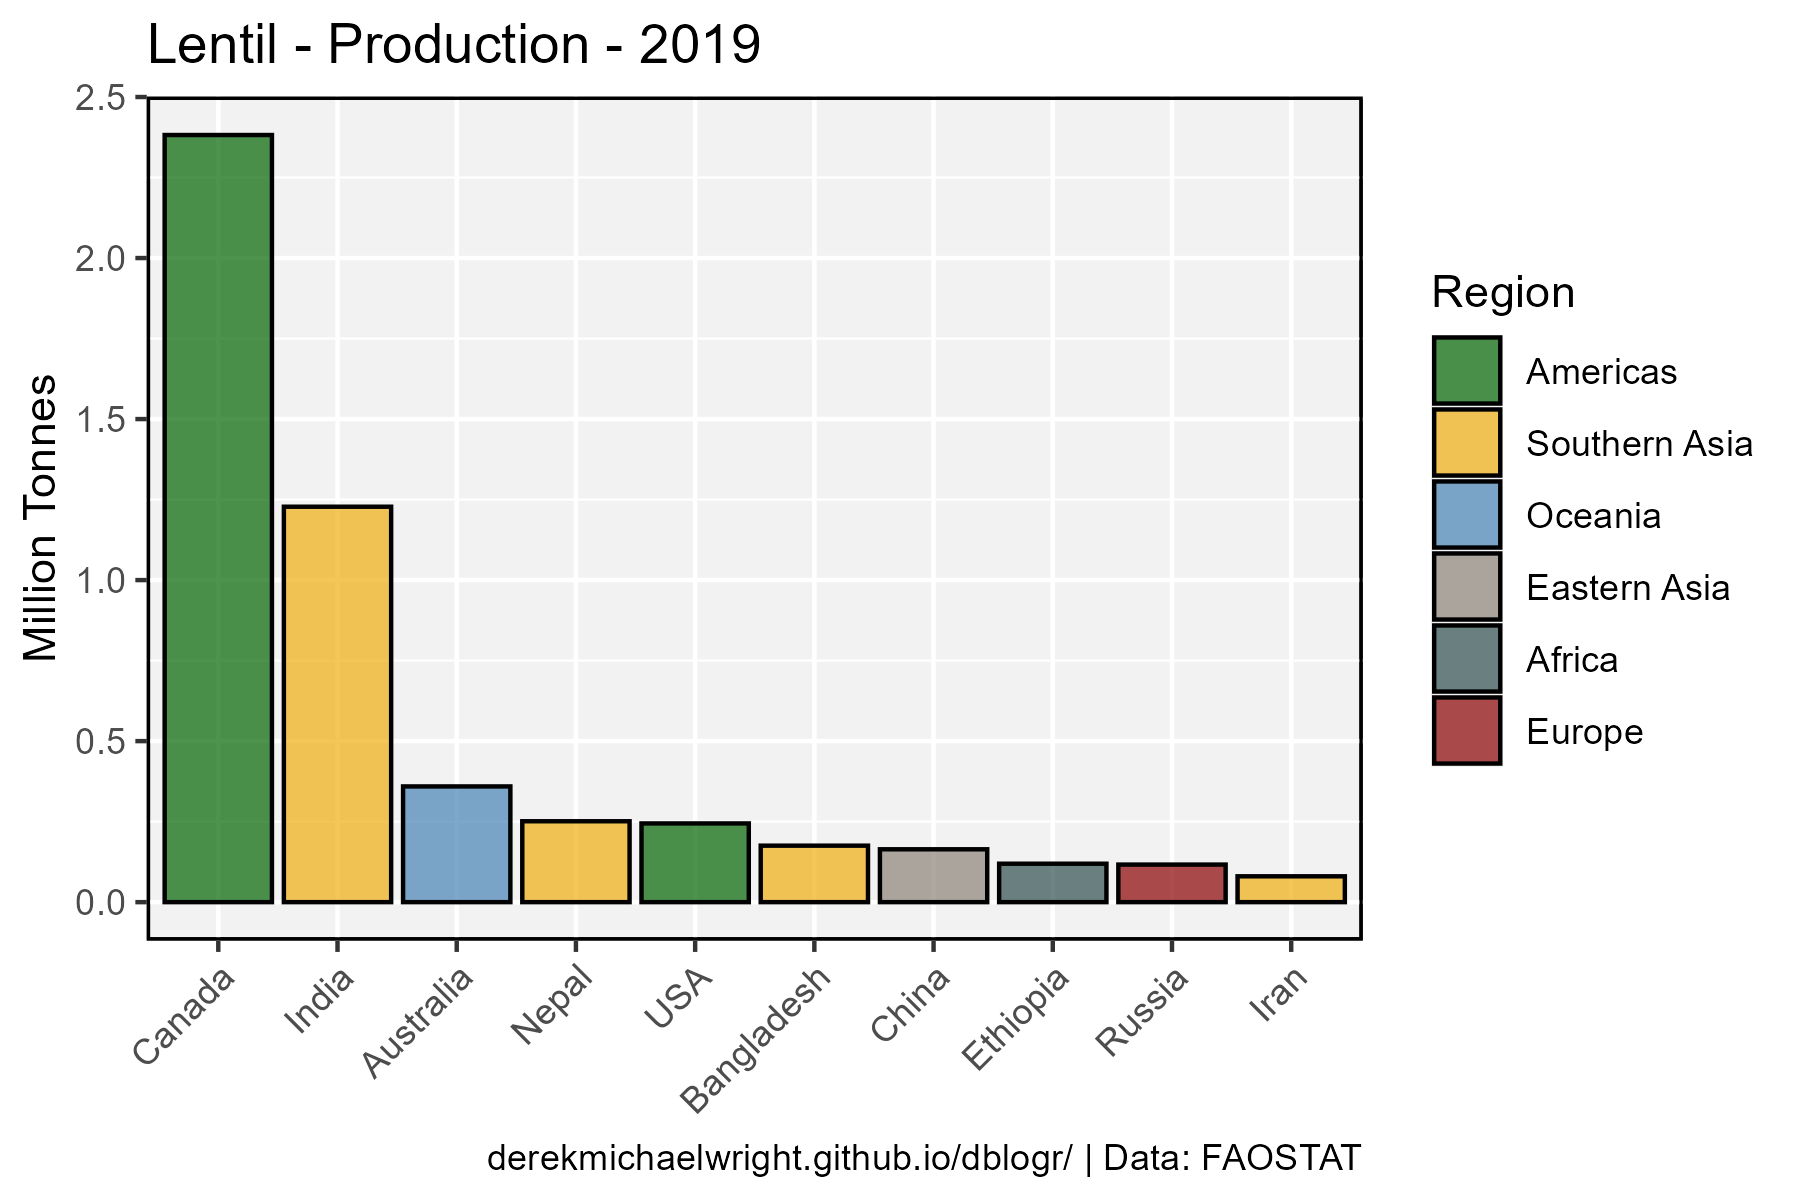 Lentil - Production - 2019
Million Tonnes
2.5
2.0
1.5
1.0
0.5
0.0
Canada
India
Australia
Nepal
USA
Bangladesh
China
Ethiopia
Russia
Iran
Region
Americas
Southern Asia
Oceania
Eastern Asia
Africa
Europe
derekmichaelwright.github.io/dblogr/ | Data: FAOSTAT